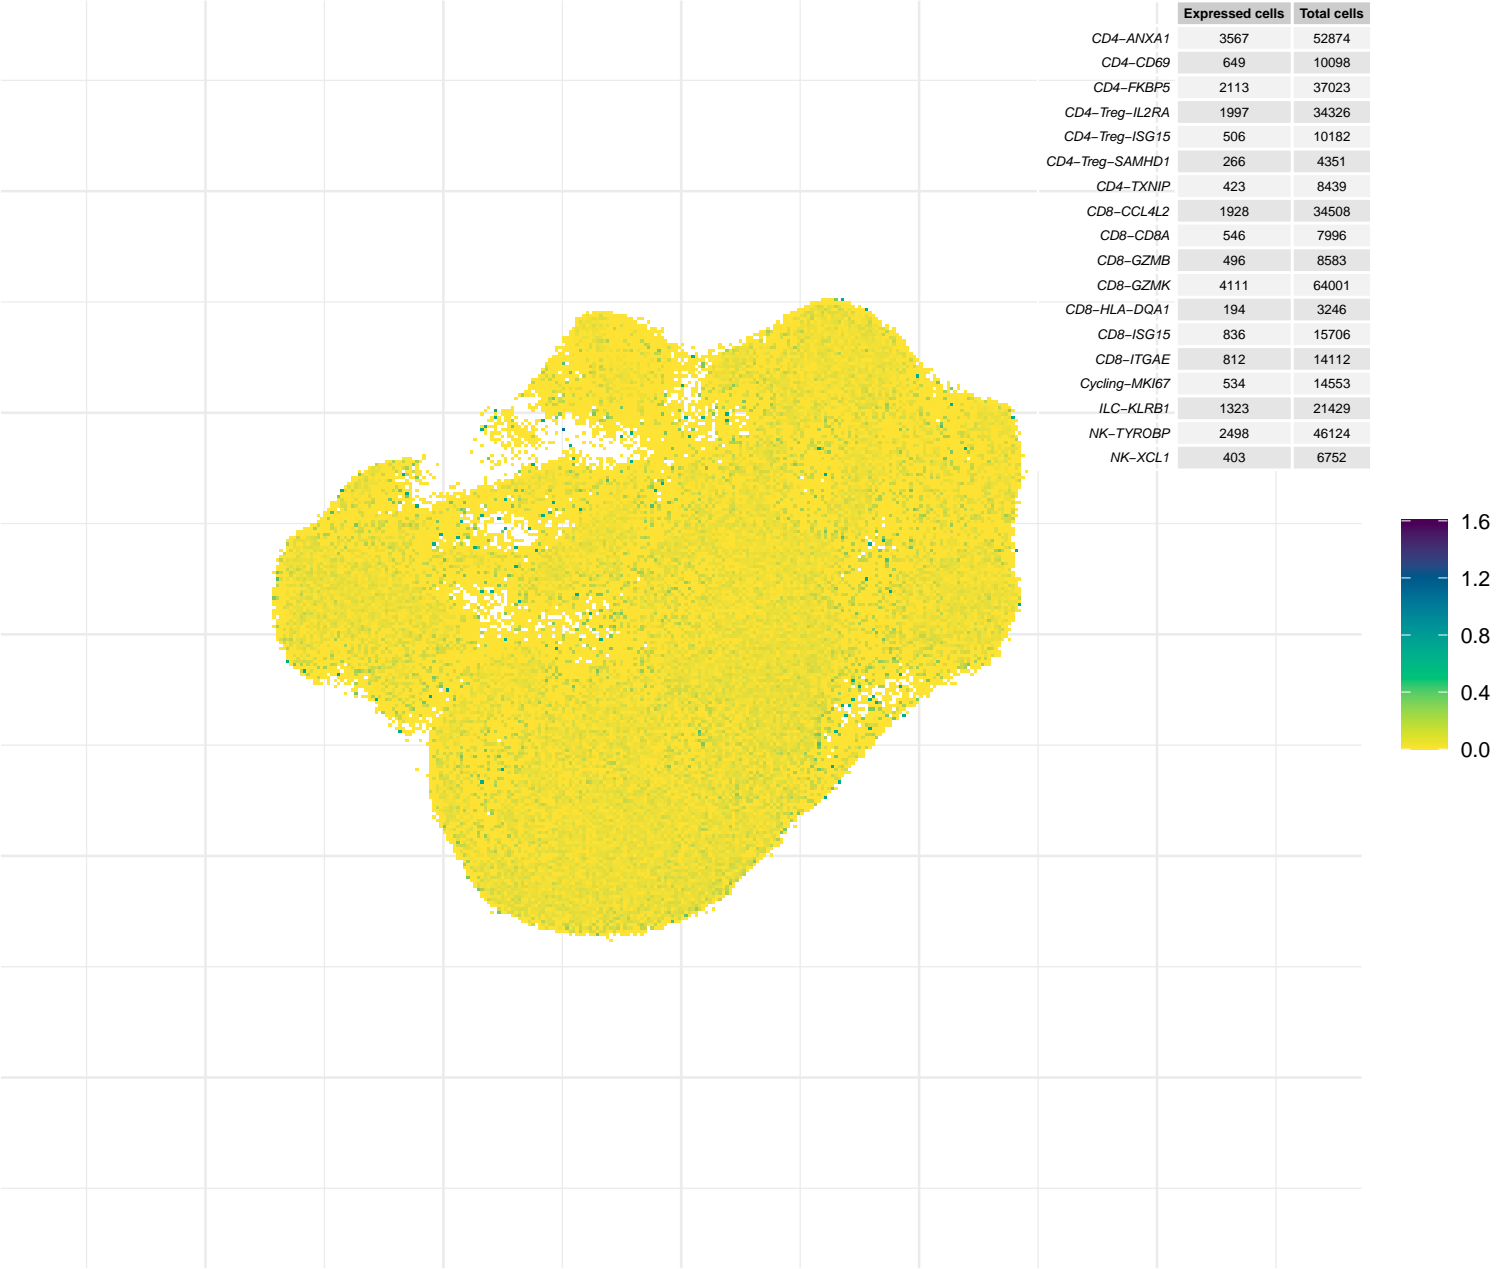 Expressed cells Total cells
CD4−ANXA1 3567 52874
CD4−CD69 649 10098
CD4−FKBP5 2113 37023
CD4−Treg−IL2RA 1997 34326
CD4−Treg−ISG15 506 10182
CD4−Treg−SAMHD1 266 4351
CD4−TXNIP 423 8439
CD8−CCL4L2 1928 34508
CD8−CD8A 546 7996
CD8−GZMB 496 8583
CD8−GZMK 4111 64001
CD8−HLA−DQA1 194 3246
CD8−ISG15 836 15706
CD8−ITGAE 812 14112
Cycling−MKI67 534 14553
ILC−KLRB1 1323 21429
NK−TYROBP 2498 46124
NK−XCL1 403 6752
1.6
1.2
0.8
0.4
0.0